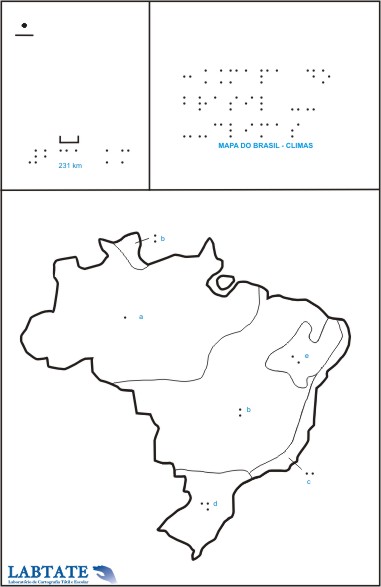 MAPA DO BRASIL - CLIMAS
231 km
b
a
e
b
c
d
LABTATE
Laboratório de Cartografia Tátil e Escolar